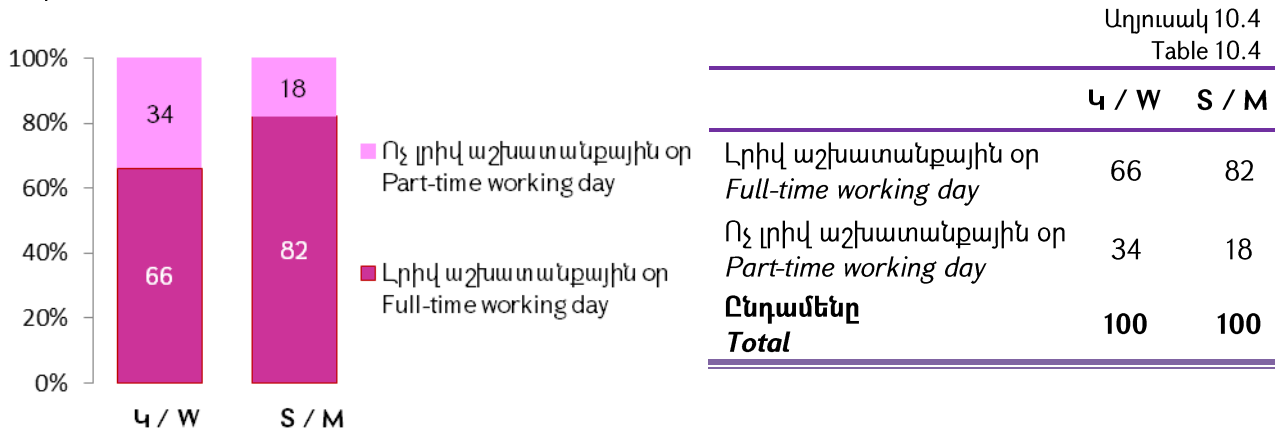 100%
80%
60%
40%
20%
0%
34
66
18
82
Կ / W
Տ / M
Ոչ լրիվ աշխատանքային օր
Part-time working day
Լրիվ աշխատանքային օր
Full-time working day
Աղյուսակ 10.4
Table 10.4
Կ / W Տ / M
Լրիվ աշխատանքային օր
Full-time working day
66 82
Ոչ լրիվ աշխատանքային օր
Part-time working day
34 18
Ընդամենը
Total
100 100